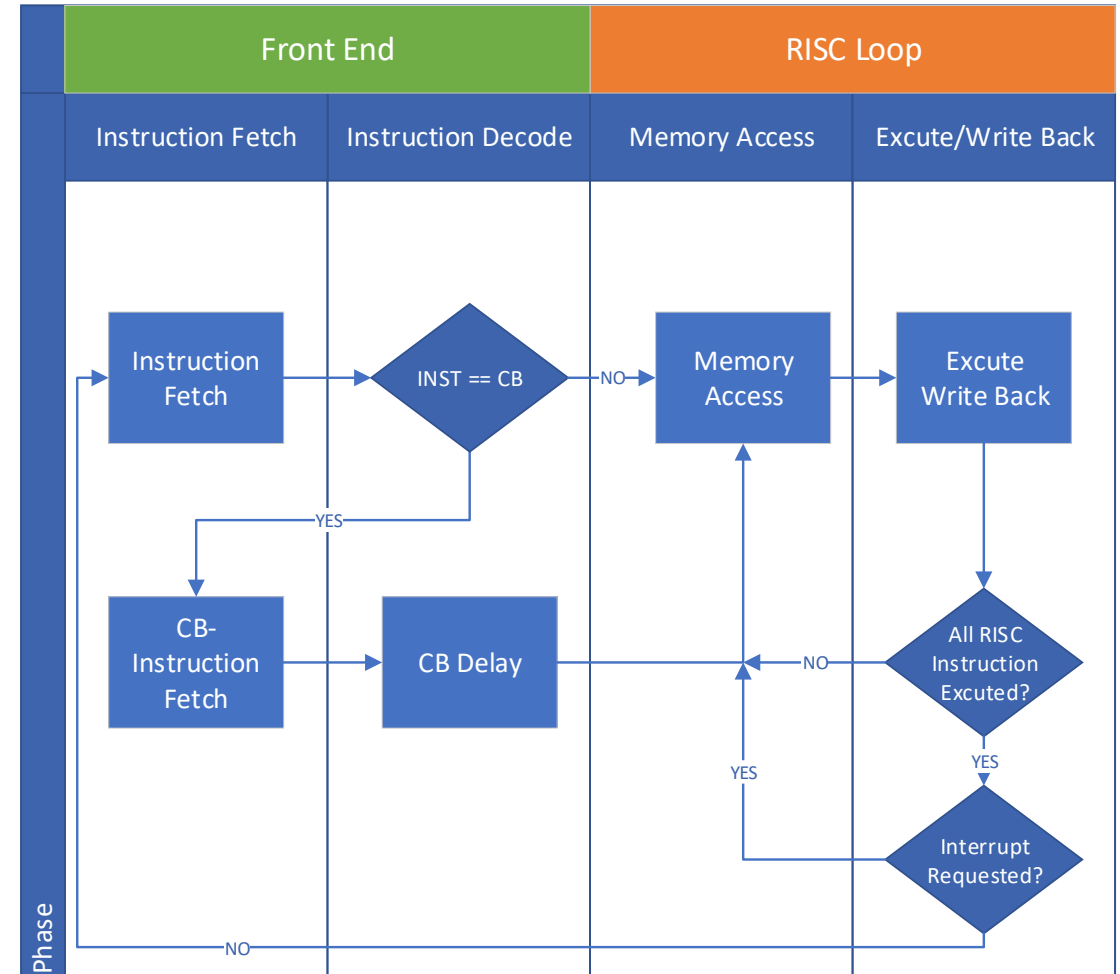 Front End
RISC Loop
Instruction Fetch
Instruction Decode
Memory Access
Excute/Write Back
Instruction
Fetch
INST == CB
NO
Memory
Access
Excute
Write Back
YES
CB-
Instruction
Fetch
CB Delay
NO
All RISC
Instruction
Excuted?
YES
YES
Interrupt
Requested?
NO
Phase